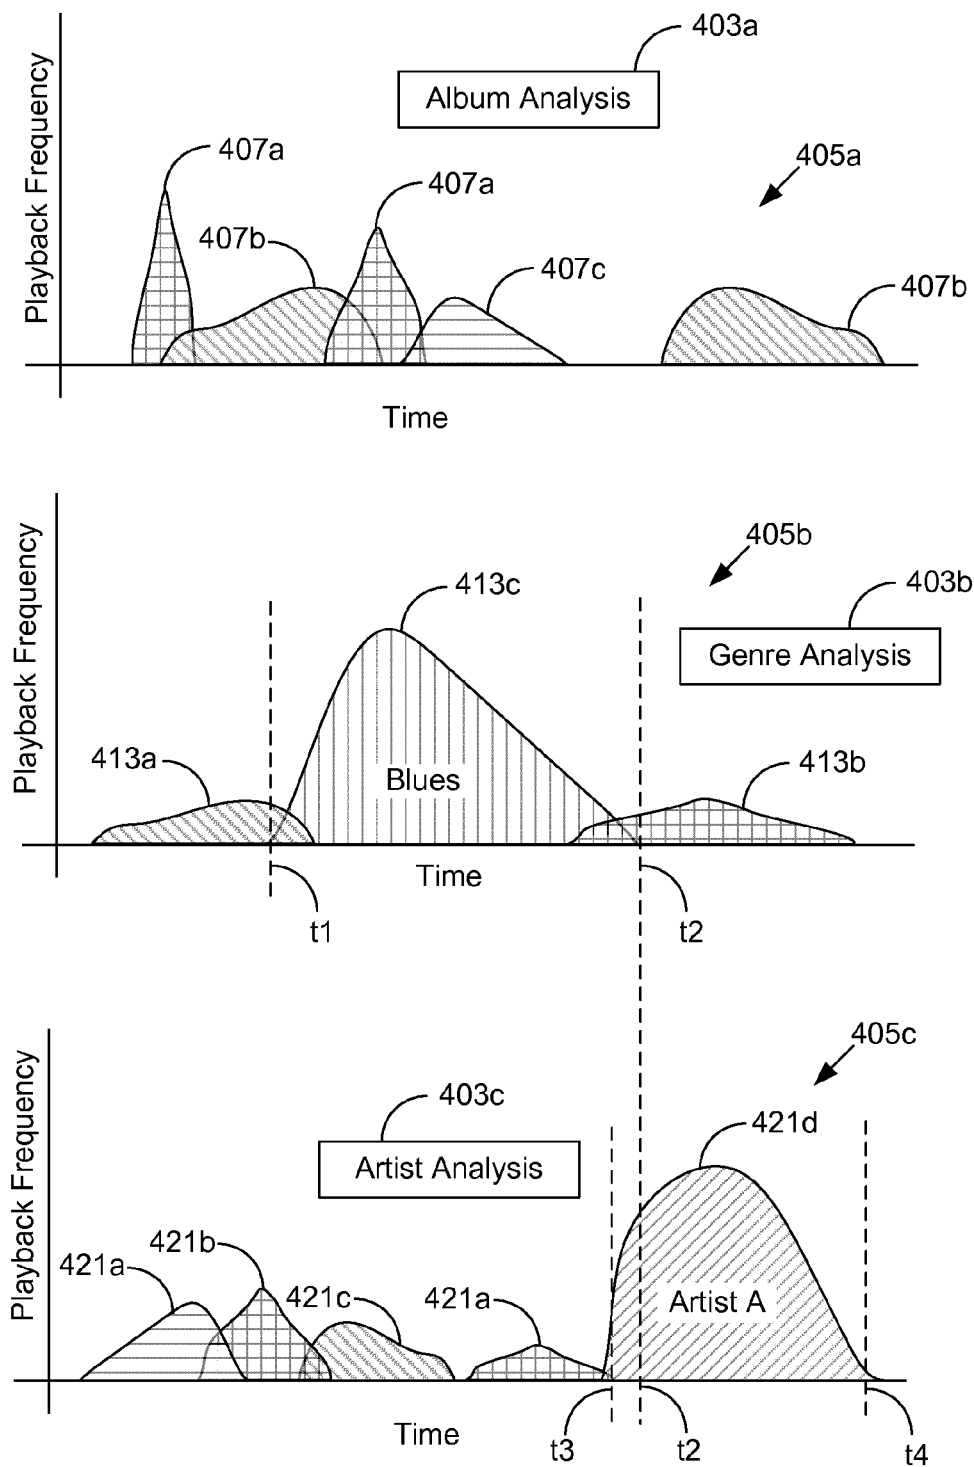 403a
Album Analysis
Playback Frequency
407a
407a
405a
407b
407c
407b
Time
405b
413c
403b
Genre Analysis
Playback Frequency
413a
Blues
413b
Time
t1
t2
405c
403c
421d
Artist Analysis
Playback Frequency
421b
421a
421c
421a
Artist A
Time
t3
t2
t4